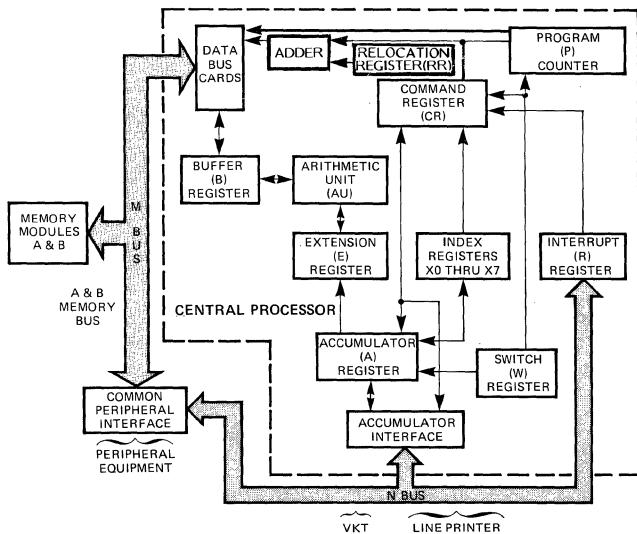 DATA
BUS
CARDS
ADDER
RELOCATION
REGISTER(RR)
PROGRAM
(P)
COUNTER
COMMAND
REGISTER
(CR)
BUFFER
(B)
REGISTER
ARITHMETIC
UNIT
(AU)
MEMORY
MODULES
A & B
M BUS
EXTENSION
(E)
REGISTER
INDEX
REGISTERS
X0 THRU X7
INTERRUPT
(R)
REGISTER
A & B
MEMORY
BUS
CENTRAL PROCESSOR
ACCUMULATOR
(A)
REGISTER
SWITCH
(W)
REGISTER
COMMON
PERIPHERAL
INTERFACE
ACCUMULATOR
INTERFACE
PERIPHERAL
EQUIPMENT
N BUS
VKT
LINE PRINTER